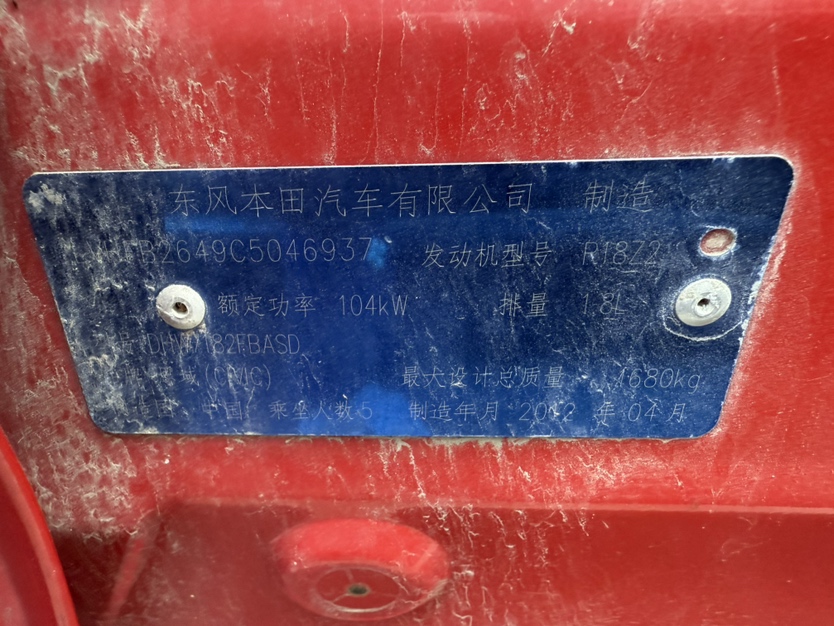 东风本田汽车有限公司 制造
B2649C5046937 发动机型号 R18Z2
额定功率 104kW 排量 1.8L
182FBASD
(CIVIC) 最大设计总质量 1680kg
中国 乘坐人数 5 制造年月 2012 年 04 月